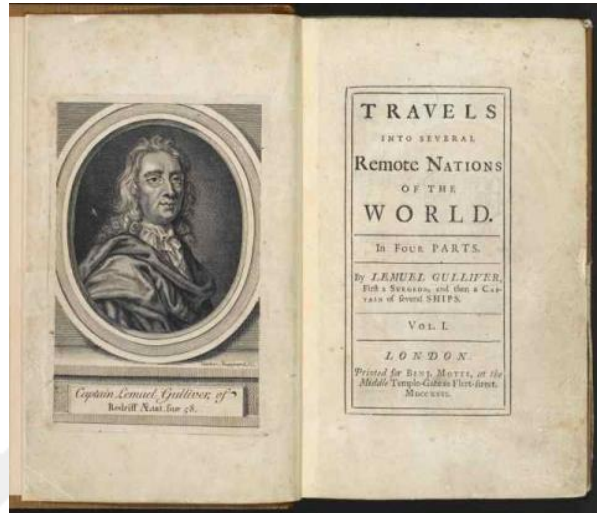 Captain Lemuel Gulliver, of
Redriff Ætat. suæ 58.
TRAVELS
INTO SEVERAL
Remote NATIONS
OF THE
WORLD.
In FOUR PARTS.
By LEMUEL GULLIVER,
First a SURGEON, and then a CAP-
TAIN of several SHIPS.
VOL. I.
LONDON
Printed for BENJ. MOTTE, at the
Middle Temple-Gate in Fleet-street.
MDCCXXVI.